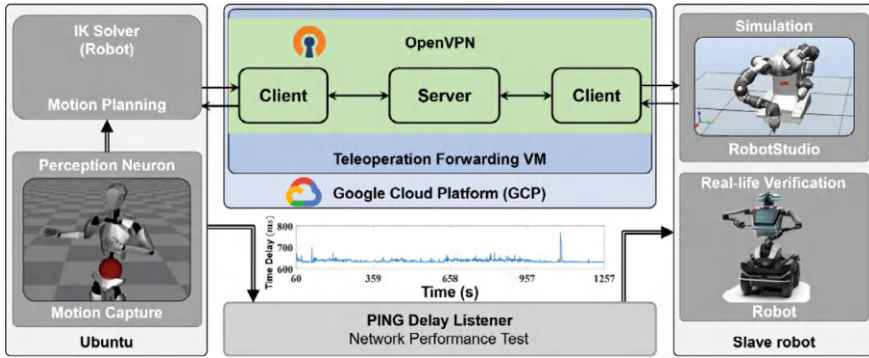 IK Solver
(Robot)
Motion Planning
Perception Neuron
Motion Capture
Ubuntu
OpenVPN
Client
Server
Client
Teleoperation Forwarding VM
Google Cloud Platform (GCP)
Time Delay (ms)
800
700
600
60
359
658
957
1257
Time (s)
PING Delay Listener
Network Performance Test
Simulation
ABB
RobotStudio
Real-life Verification
Robot
Slave robot